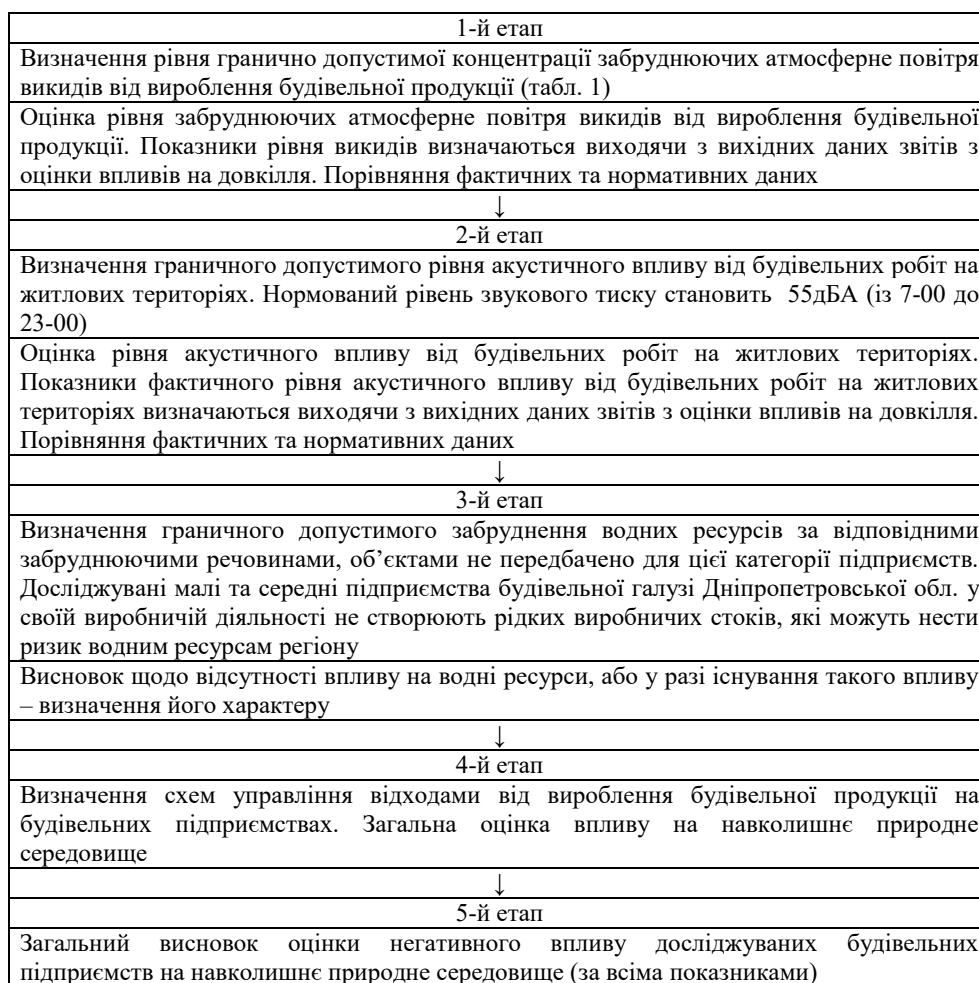 1-й етап
Визначення рівня гранично допустимої концентрації забруднюючих атмосферне повітря
викидів від вироблення будівельної продукції (табл. 1)
Оцінка рівня забруднюючих атмосферне повітря викидів від вироблення будівельної
продукції. Показники рівня викидів визначаються виходячи з вихідних даних звітів з
оцінки впливів на довкілля. Порівняння фактичних та нормативних даних
↓
2-й етап
Визначення граничного допустимого рівня акустичного впливу від будівельних робіт на
житлових територіях. Нормований рівень звукового тиску становить 55дБА (із 7-00 до
23-00)
Оцінка рівня акустичного впливу від будівельних робіт на житлових територіях.
Показники фактичного рівня акустичного впливу від будівельних робіт на житлових
територіях визначаються виходячи з вихідних даних звітів з оцінки впливів на довкілля.
Порівняння фактичних та нормативних даних
↓
3-й етап
Визначення граничного допустимого забруднення водних ресурсів за відповідними
забруднюючими речовинами, об’єктами не передбачено для цієї категорії підприємств.
Досліджувані малі та середні підприємства будівельної галузі Дніпропетровської обл. у
своїй виробничій діяльності не створюють рідких виробничих стоків, які можуть нести
ризик водним ресурсам регіону
Висновок щодо відсутності впливу на водні ресурси, або у разі існування такого впливу
– визначення його характеру
↓
4-й етап
Визначення схем управління відходами від вироблення будівельної продукції на
будівельних підприємствах. Загальна оцінка впливу на навколишнє природне
середовище
↓
5-й етап
Загальний висновок оцінки негативного впливу досліджуваних будівельних
підприємств на навколишнє природне середовище (за всіма показниками)